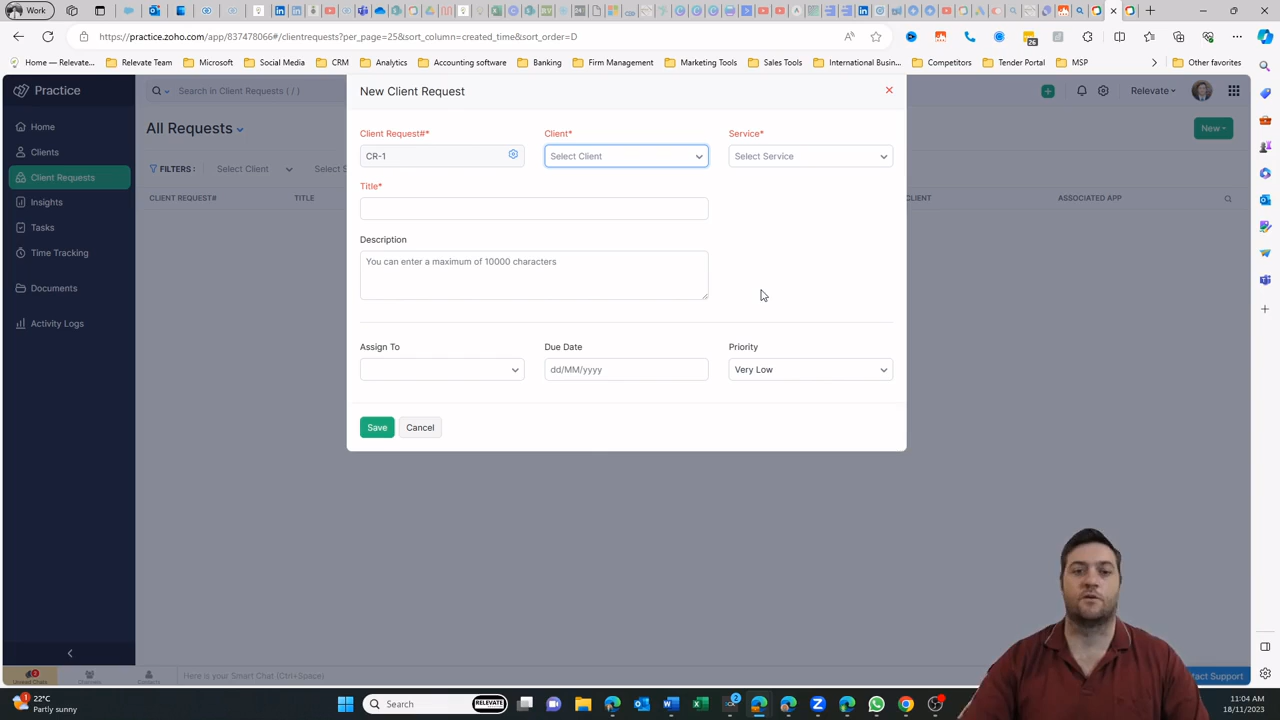 Work
https://practice.zoho.com/app/837478066#/clientrequests?per_page=25&sort_column=created_time&sort_order=D
26
Home — Relevate... Relevate Team Microsoft Social Media CRM Analytics Accounting software Banking Firm Management Marketing Tools Sales Tools International Busin... Competitors Tender Portal MSP Other favorites
Practice
Search in Client Requests ( / )
Relevate
New Client Request
Home
Clients
Client Requests
Insights
Tasks
Time Tracking
Documents
Activity Logs
All Requests
New
FILTERS : Select Client Select S
CLIENT REQUEST# TITLE CLIENT ASSOCIATED APP
Client Request#* Client* Service*
CR-1 Select Client Select Service
Title*
Description
You can enter a maximum of 10000 characters
Assign To Due Date Priority
dd/MM/yyyy Very Low
Save Cancel
Unread Chats Channels Contacts Here is your Smart Chat (Ctrl+Space)
tact Support
22°C
Partly sunny
Search RELEVATE
2
11:04 AM
18/11/2023